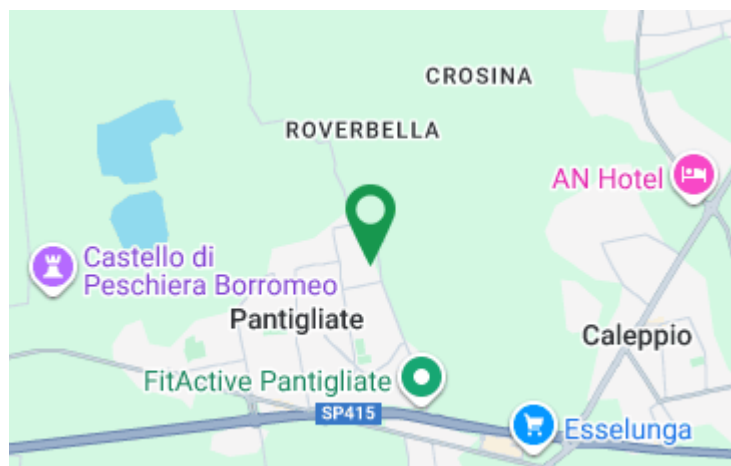 CROSINA
ROVERBELLA
AN Hotel
Castello di
Peschiera Borromeo
Pantigliate
Caleppio
FitActive Pantigliate
SP415
Esselunga